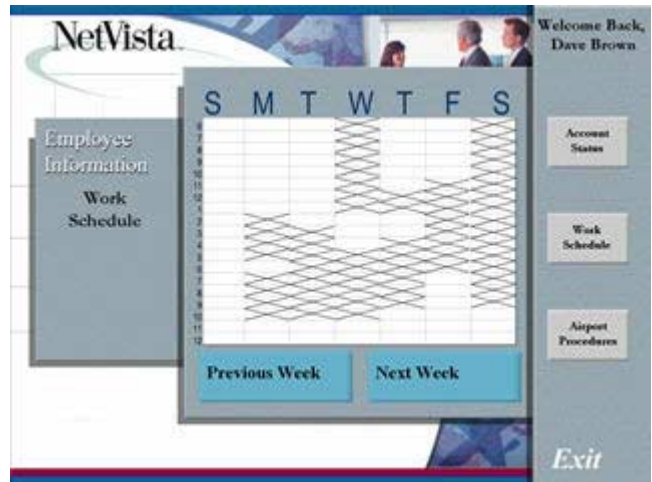 NetVista
Welcome Back,
Dave Brown
S M T W T F S
Employee
Information
Work
Schedule
Account
Status
Work
Schedule
Airport
Procedures
Previous Week
Next Week
Exit